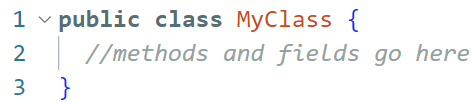 1 public class MyClass {
2 //methods and fields go here
3 }